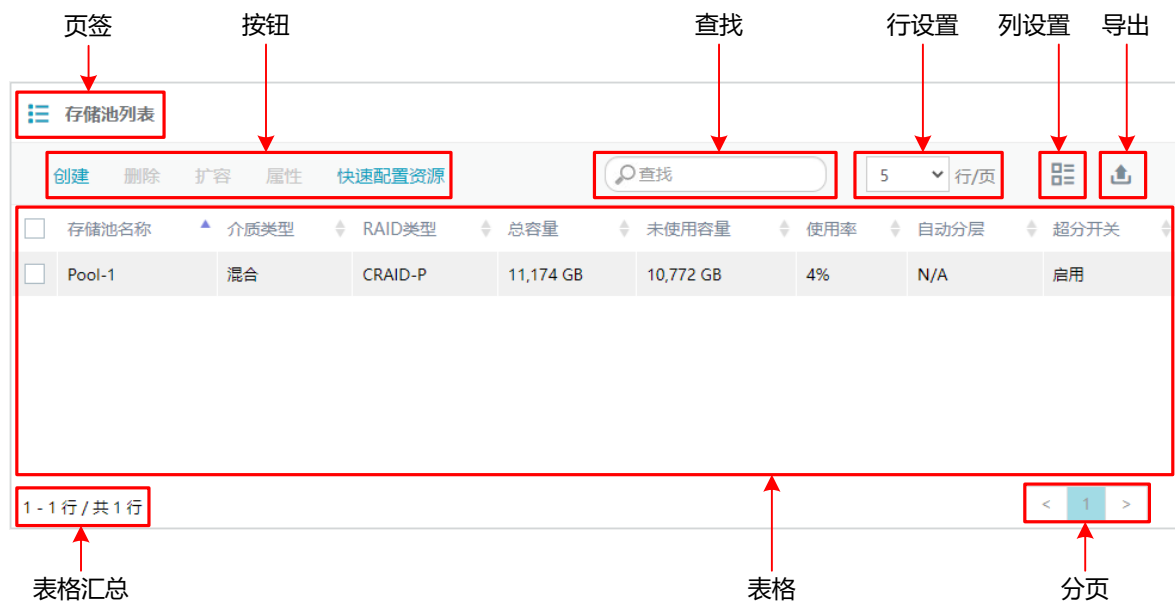 页签 按钮 查找 行设置 列设置 导出
存储池列表
创建 删除 扩容 属性 快速配置资源 查找 5 行/页
存储池名称 介质类型 RAID类型 总容量 未使用容量 使用率 自动分层 超分开关
Pool-1 混合 CRAID-P 11,174 GB 10,772 GB 4% N/A 启用
1 - 1 行 / 共 1 行 < 1 >
表格汇总 表格 分页